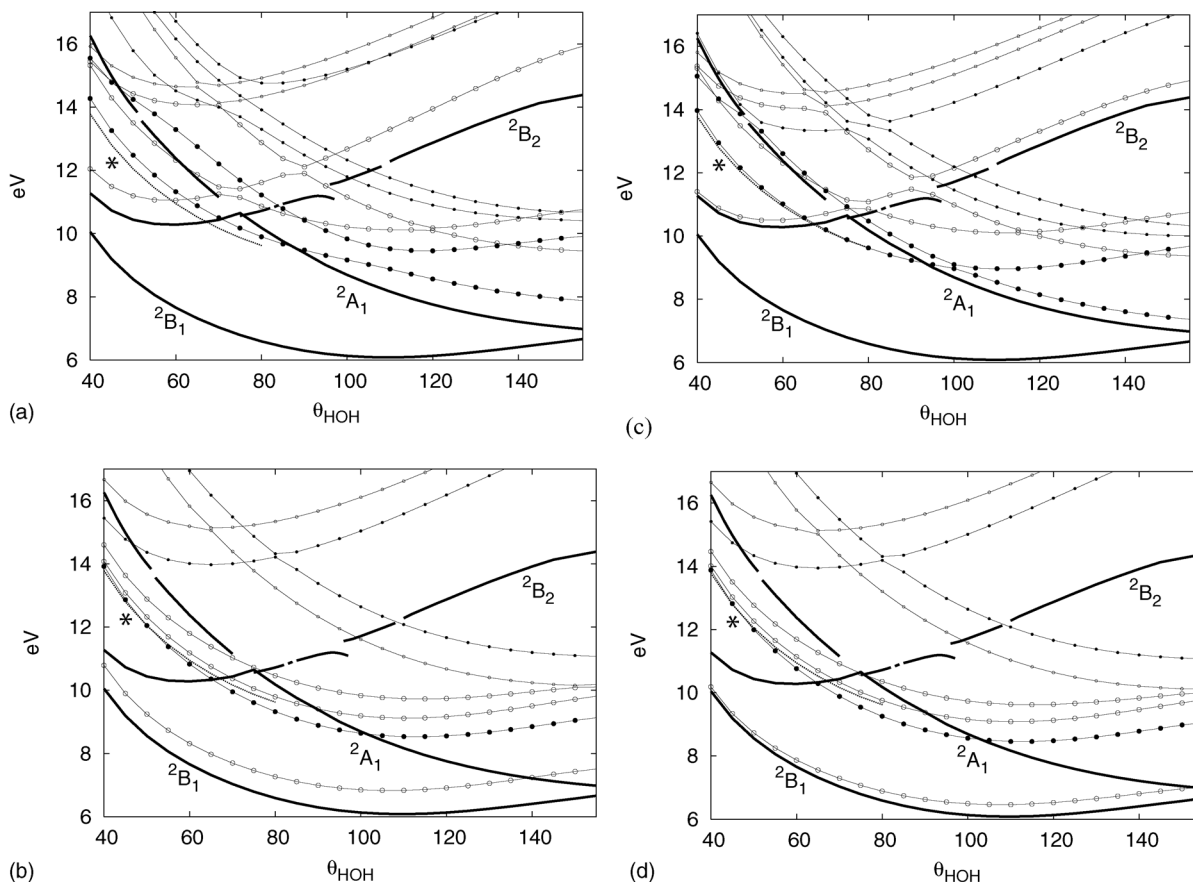 16
14
12
10
8
6
eV
*
²B₂
²A₁
²B₁
40 60 80 100 120 140
θHOH
(a)
16
14
12
10
8
6
eV
*
²B₂
²A₁
²B₁
40 60 80 100 120 140
θHOH
(c)
16
14
12
10
8
6
eV
*
²B₂
²A₁
²B₁
40 60 80 100 120 140
θHOH
(b)
16
14
12
10
8
6
eV
*
²B₂
²A₁
²B₁
40 60 80 100 120 140
θHOH
(d)